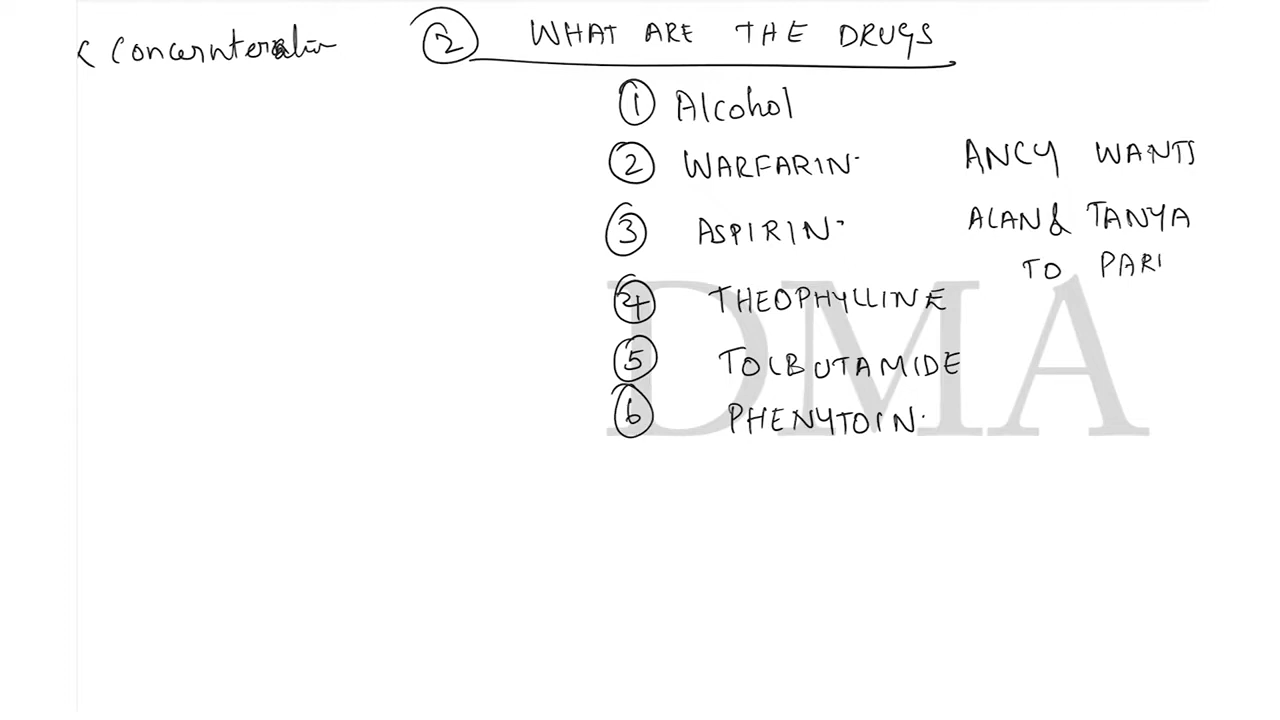 ② WHAT ARE THE DRUGS
① Alcohol
② WARFARIN
ANCY WANTS
③ ASPIRIN
ALAN & TANYA
TO PARI
④ THEOPHYLLINE
⑤ TOLBUTAMIDE
⑥ PHENYTOIN
DMA